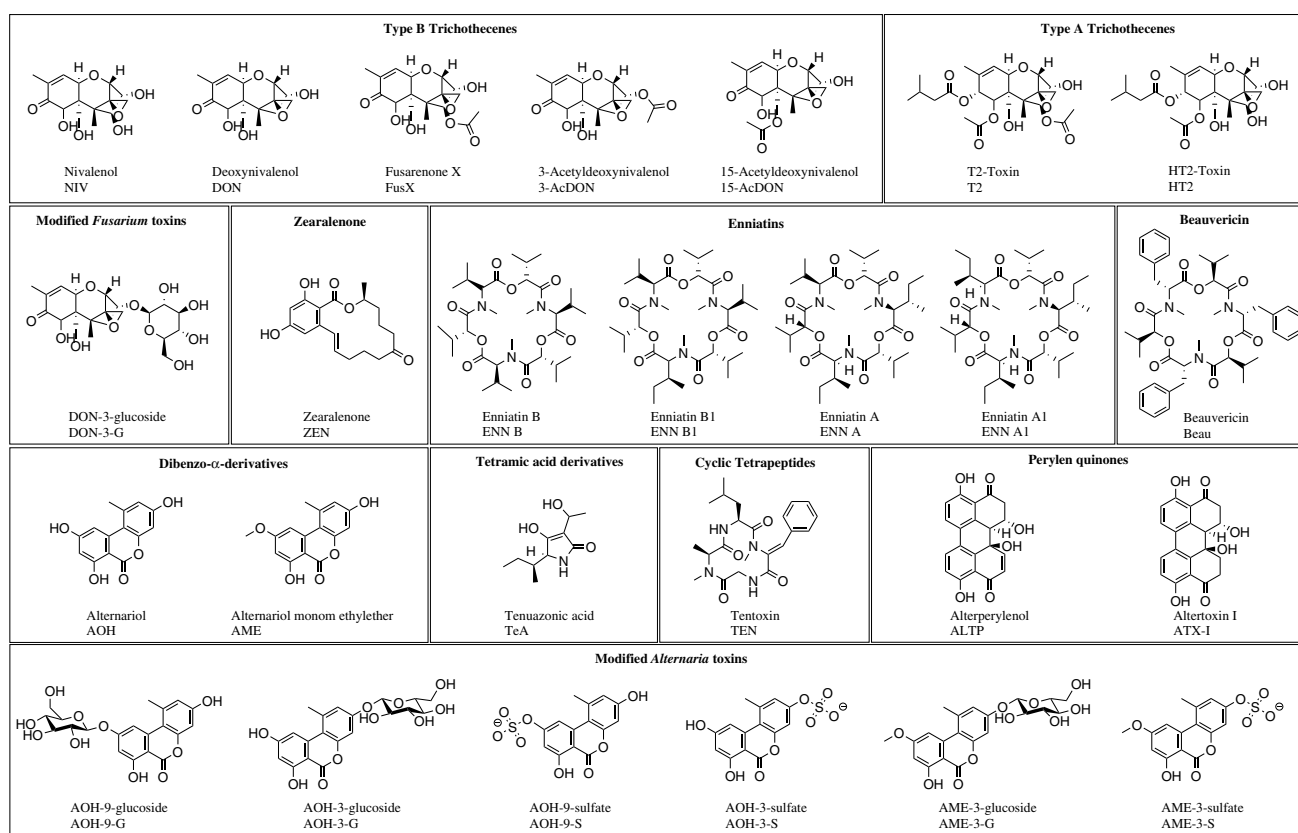 Type B Trichothecenes
Type A Trichothecenes
Nivalenol
NIV
Deoxynivalenol
DON
Fusarenone X
FusX
3-Acetyldeoxynivalenol
3-AcDON
15-Acetyldeoxynivalenol
15-AcDON
T2-Toxin
T2
HT2-Toxin
HT2
Modified Fusarium toxins
Zearalenone
Enniatins
Beauvericin
DON-3-glucoside
DON-3-G
Zearalenone
ZEN
Enniatin B
ENN B
Enniatin B1
ENN B1
Enniatin A
ENN A
Enniatin A1
ENN A1
Beauvericin
Beau
Dibenzo-α-derivatives
Tetramic acid derivatives
Cyclic Tetrapeptides
Perylen quinones
Alternariol
AOH
Alternariol monom ethylether
AME
Tenuazonic acid
TeA
Tentoxin
TEN
Alterperylenol
ALTP
Altertoxin I
ATX-I
Modified Alternaria toxins
AOH-9-glucoside
AOH-9-G
AOH-3-glucoside
AOH-3-G
AOH-9-sulfate
AOH-9-S
AOH-3-sulfate
AOH-3-S
AME-3-glucoside
AME-3-G
AME-3-sulfate
AME-3-S